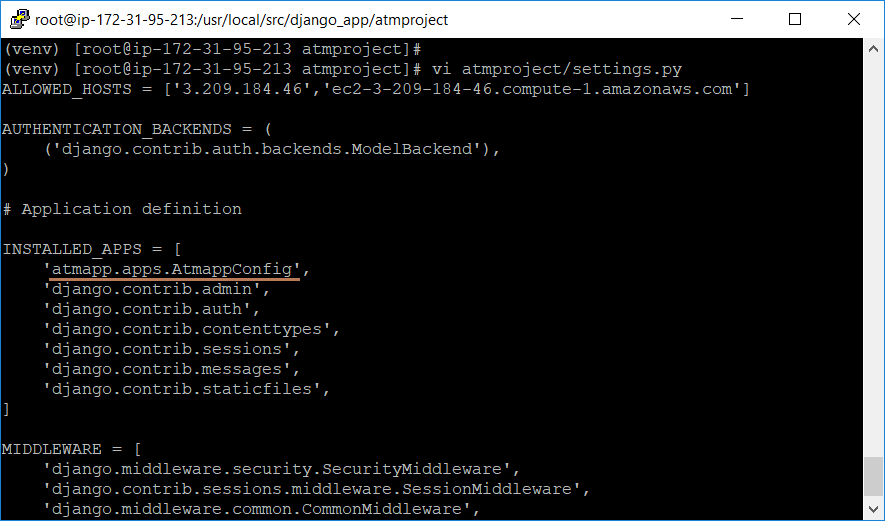 root@ip-172-31-95-213:/usr/local/src/django_app/atmproject
(venv) [root@ip-172-31-95-213 atmproject]#
(venv) [root@ip-172-31-95-213 atmproject]# vi atmproject/settings.py
ALLOWED_HOSTS = ['3.209.184.46','ec2-3-209-184-46.compute-1.amazonaws.com']
AUTHENTICATION_BACKENDS = (
    ('django.contrib.auth.backends.ModelBackend'),
)
# Application definition
INSTALLED_APPS = [
    'atmapp.apps.AtmappConfig',
    'django.contrib.admin',
    'django.contrib.auth',
    'django.contrib.contenttypes',
    'django.contrib.sessions',
    'django.contrib.messages',
    'django.contrib.staticfiles',
]
MIDDLEWARE = [
    'django.middleware.security.SecurityMiddleware',
    'django.contrib.sessions.middleware.SessionMiddleware',
    'django.middleware.common.CommonMiddleware',